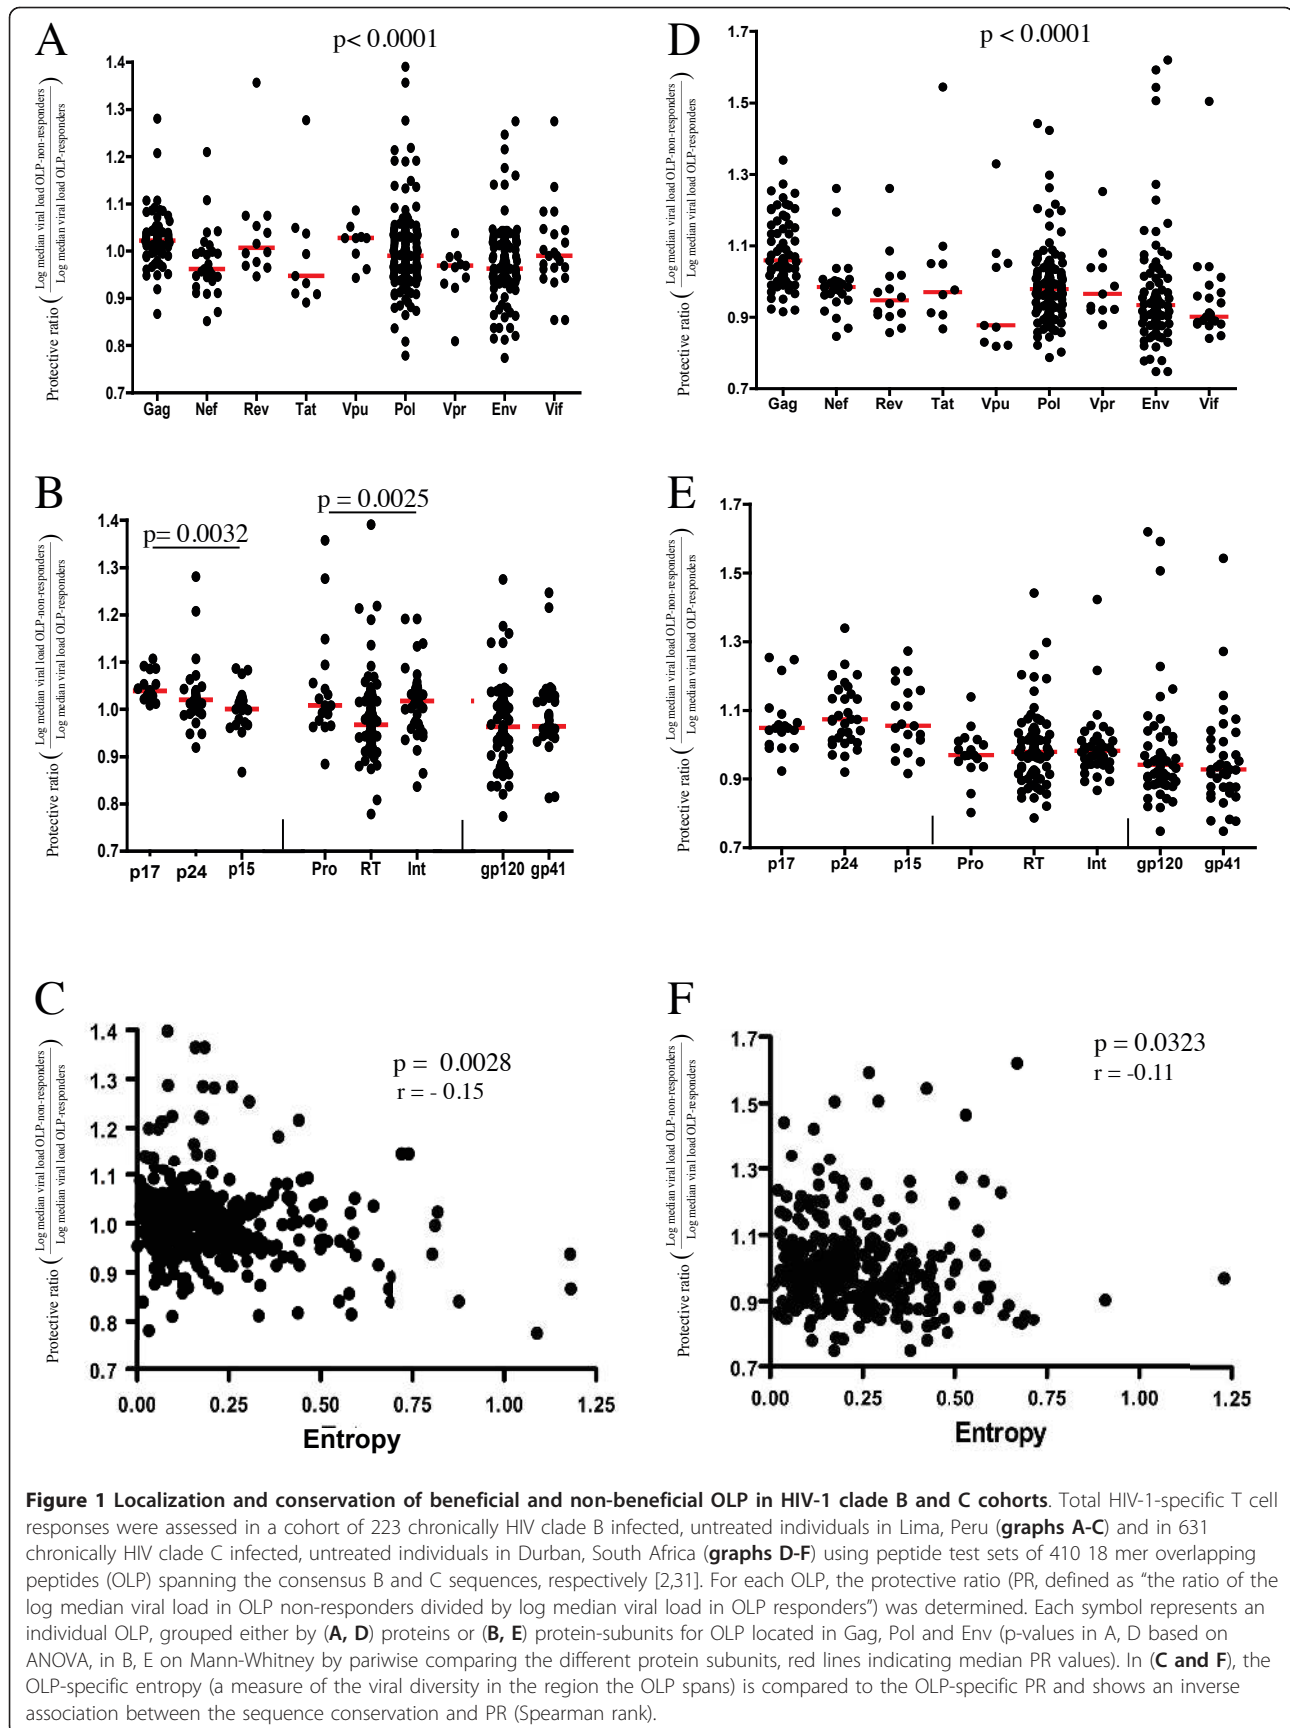 A
p< 0.0001
Protective ratio ( Log median viral load OLP-non-responders
Log median viral load OLP-responders )
1.4
1.3
1.2
1.1
1.0
0.9
0.8
0.7
Gag Nef Rev Tat Vpu Pol Vpr Env Vif
D
p < 0.0001
Protective ratio ( Log median viral load OLP-non-responders
Log median viral load OLP-responders )
1.7
1.5
1.3
1.1
0.9
0.7
Gag Nef Rev Tat Vpu Pol Vpr Env Vif
B
p= 0.0032
p = 0.0025
Protective ratio ( Log median viral load OLP-non-responders
Log median viral load OLP-responders )
1.4
1.3
1.2
1.1
1.0
0.9
0.8
0.7
p17 p24 p15 Pro RT Int gp120 gp41
E
Protective ratio ( Log median viral load OLP-non-responders
Log median viral load OLP-responders )
1.7
1.5
1.3
1.1
0.9
0.7
p17 p24 p15 Pro RT Int gp120 gp41
C
p = 0.0028
r = - 0.15
Protective ratio ( Log median viral load OLP-non-responders
Log median viral load OLP-responders )
1.4
1.3
1.2
1.1
1.0
0.9
0.8
0.7
0.00 0.25 0.50 0.75 1.00 1.25
Entropy
F
p = 0.0323
r = -0.11
Protective ratio ( Log median viral load OLP-non-responders
Log median viral load OLP-responders )
1.7
1.5
1.3
1.1
0.9
0.7
0.00 0.25 0.50 0.75 1.00 1.25
Entropy
Figure 1 Localization and conservation of beneficial and non-beneficial OLP in HIV-1 clade B and C cohorts. Total HIV-1-specific T cell
responses were assessed in a cohort of 223 chronically HIV clade B infected, untreated individuals in Lima, Peru (graphs A-C) and in 631
chronically HIV clade C infected, untreated individuals in Durban, South Africa (graphs D-F) using peptide test sets of 410 18 mer overlapping
peptides (OLP) spanning the consensus B and C sequences, respectively [2,31]. For each OLP, the protective ratio (PR, defined as “the ratio of the
log median viral load in OLP non-responders divided by log median viral load in OLP responders”) was determined. Each symbol represents an
individual OLP, grouped either by (A, D) proteins or (B, E) protein-subunits for OLP located in Gag, Pol and Env (p-values in A, D based on
ANOVA, in B, E on Mann-Whitney by pariwise comparing the different protein subunits, red lines indicating median PR values). In (C and F), the
OLP-specific entropy (a measure of the viral diversity in the region the OLP spans) is compared to the OLP-specific PR and shows an inverse
association between the sequence conservation and PR (Spearman rank).